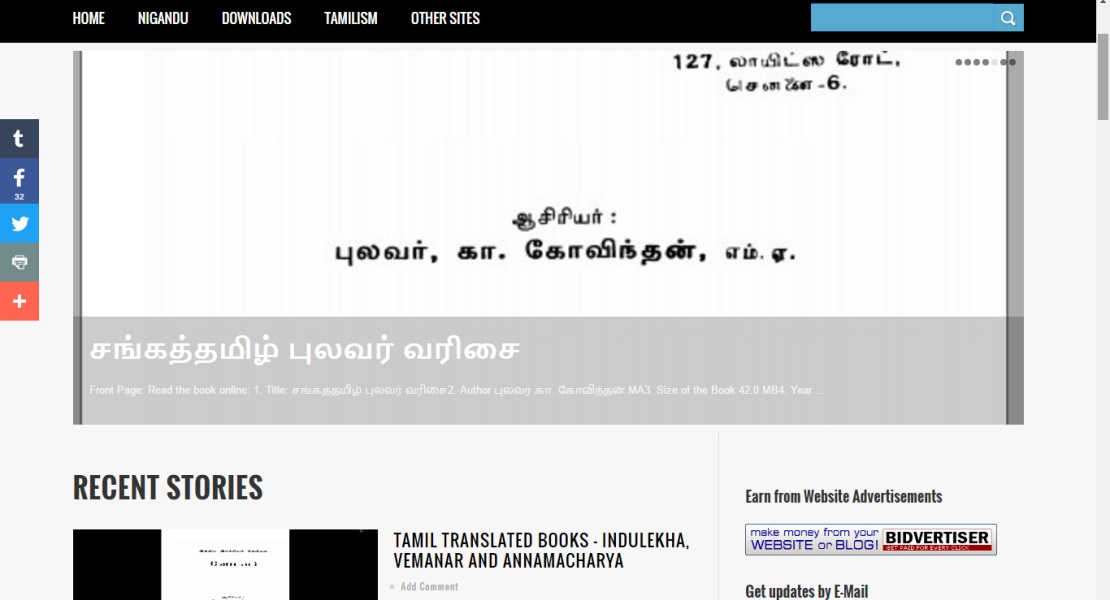 HOME NIGANDU DOWNLOADS TAMILISM OTHER SITES
127, லாயிட்ஸ் ரோட்,
சென்னை -6.
t
f
32
ஆசிரியர் :
புலவர், கா. கோவிந்தன், எம். ஏ.
சங்கத்தமிழ் புலவர் வரிசை
Front Page: Read the book online: 1. Title: சங்கத்தமிழ் புலவர் வரிசை2. Author புலவர் கா. கோவிந்தன் MA3. Size of the Book 42.0 MB4. Year ...
RECENT STORIES
TAMIL TRANSLATED BOOKS - INDULEKHA,
VEMANAR AND ANNAMACHARYA
Add Comment
Earn from Website Advertisements
make money from your
WEBSITE or BLOG!
BIDVERTISER
GET PAID FOR EVERY CLICK
Get updates by E-Mail